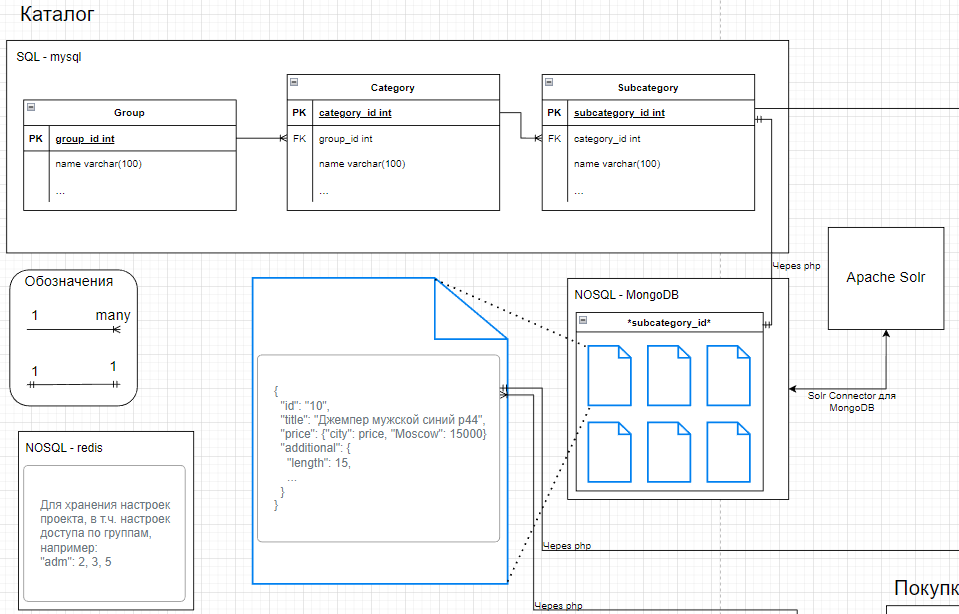 Каталог
SQL - mysql
Group
PK group_id int
name varchar(100)
...
Category
PK category_id int
FK group_id int
name varchar(100)
...
Subcategory
PK subcategory_id int
FK category_id int
name varchar(100)
...
Через php
Apache Solr
Обозначения
1 many
1 1
NOSQL - MongoDB
*subcategory_id*
Solr Connector для
MongoDB
{
"id": "10",
"title": "Джемпер мужской синий р44",
"price": {"city": price, "Moscow": 15000}
"additional": {
"length": 15,
...
}
}
NOSQL - redis
Для хранения настроек
проекта, в т.ч. настроек
доступа по группам,
например:
"adm": 2, 3, 5
Через php
Через php
Покупк